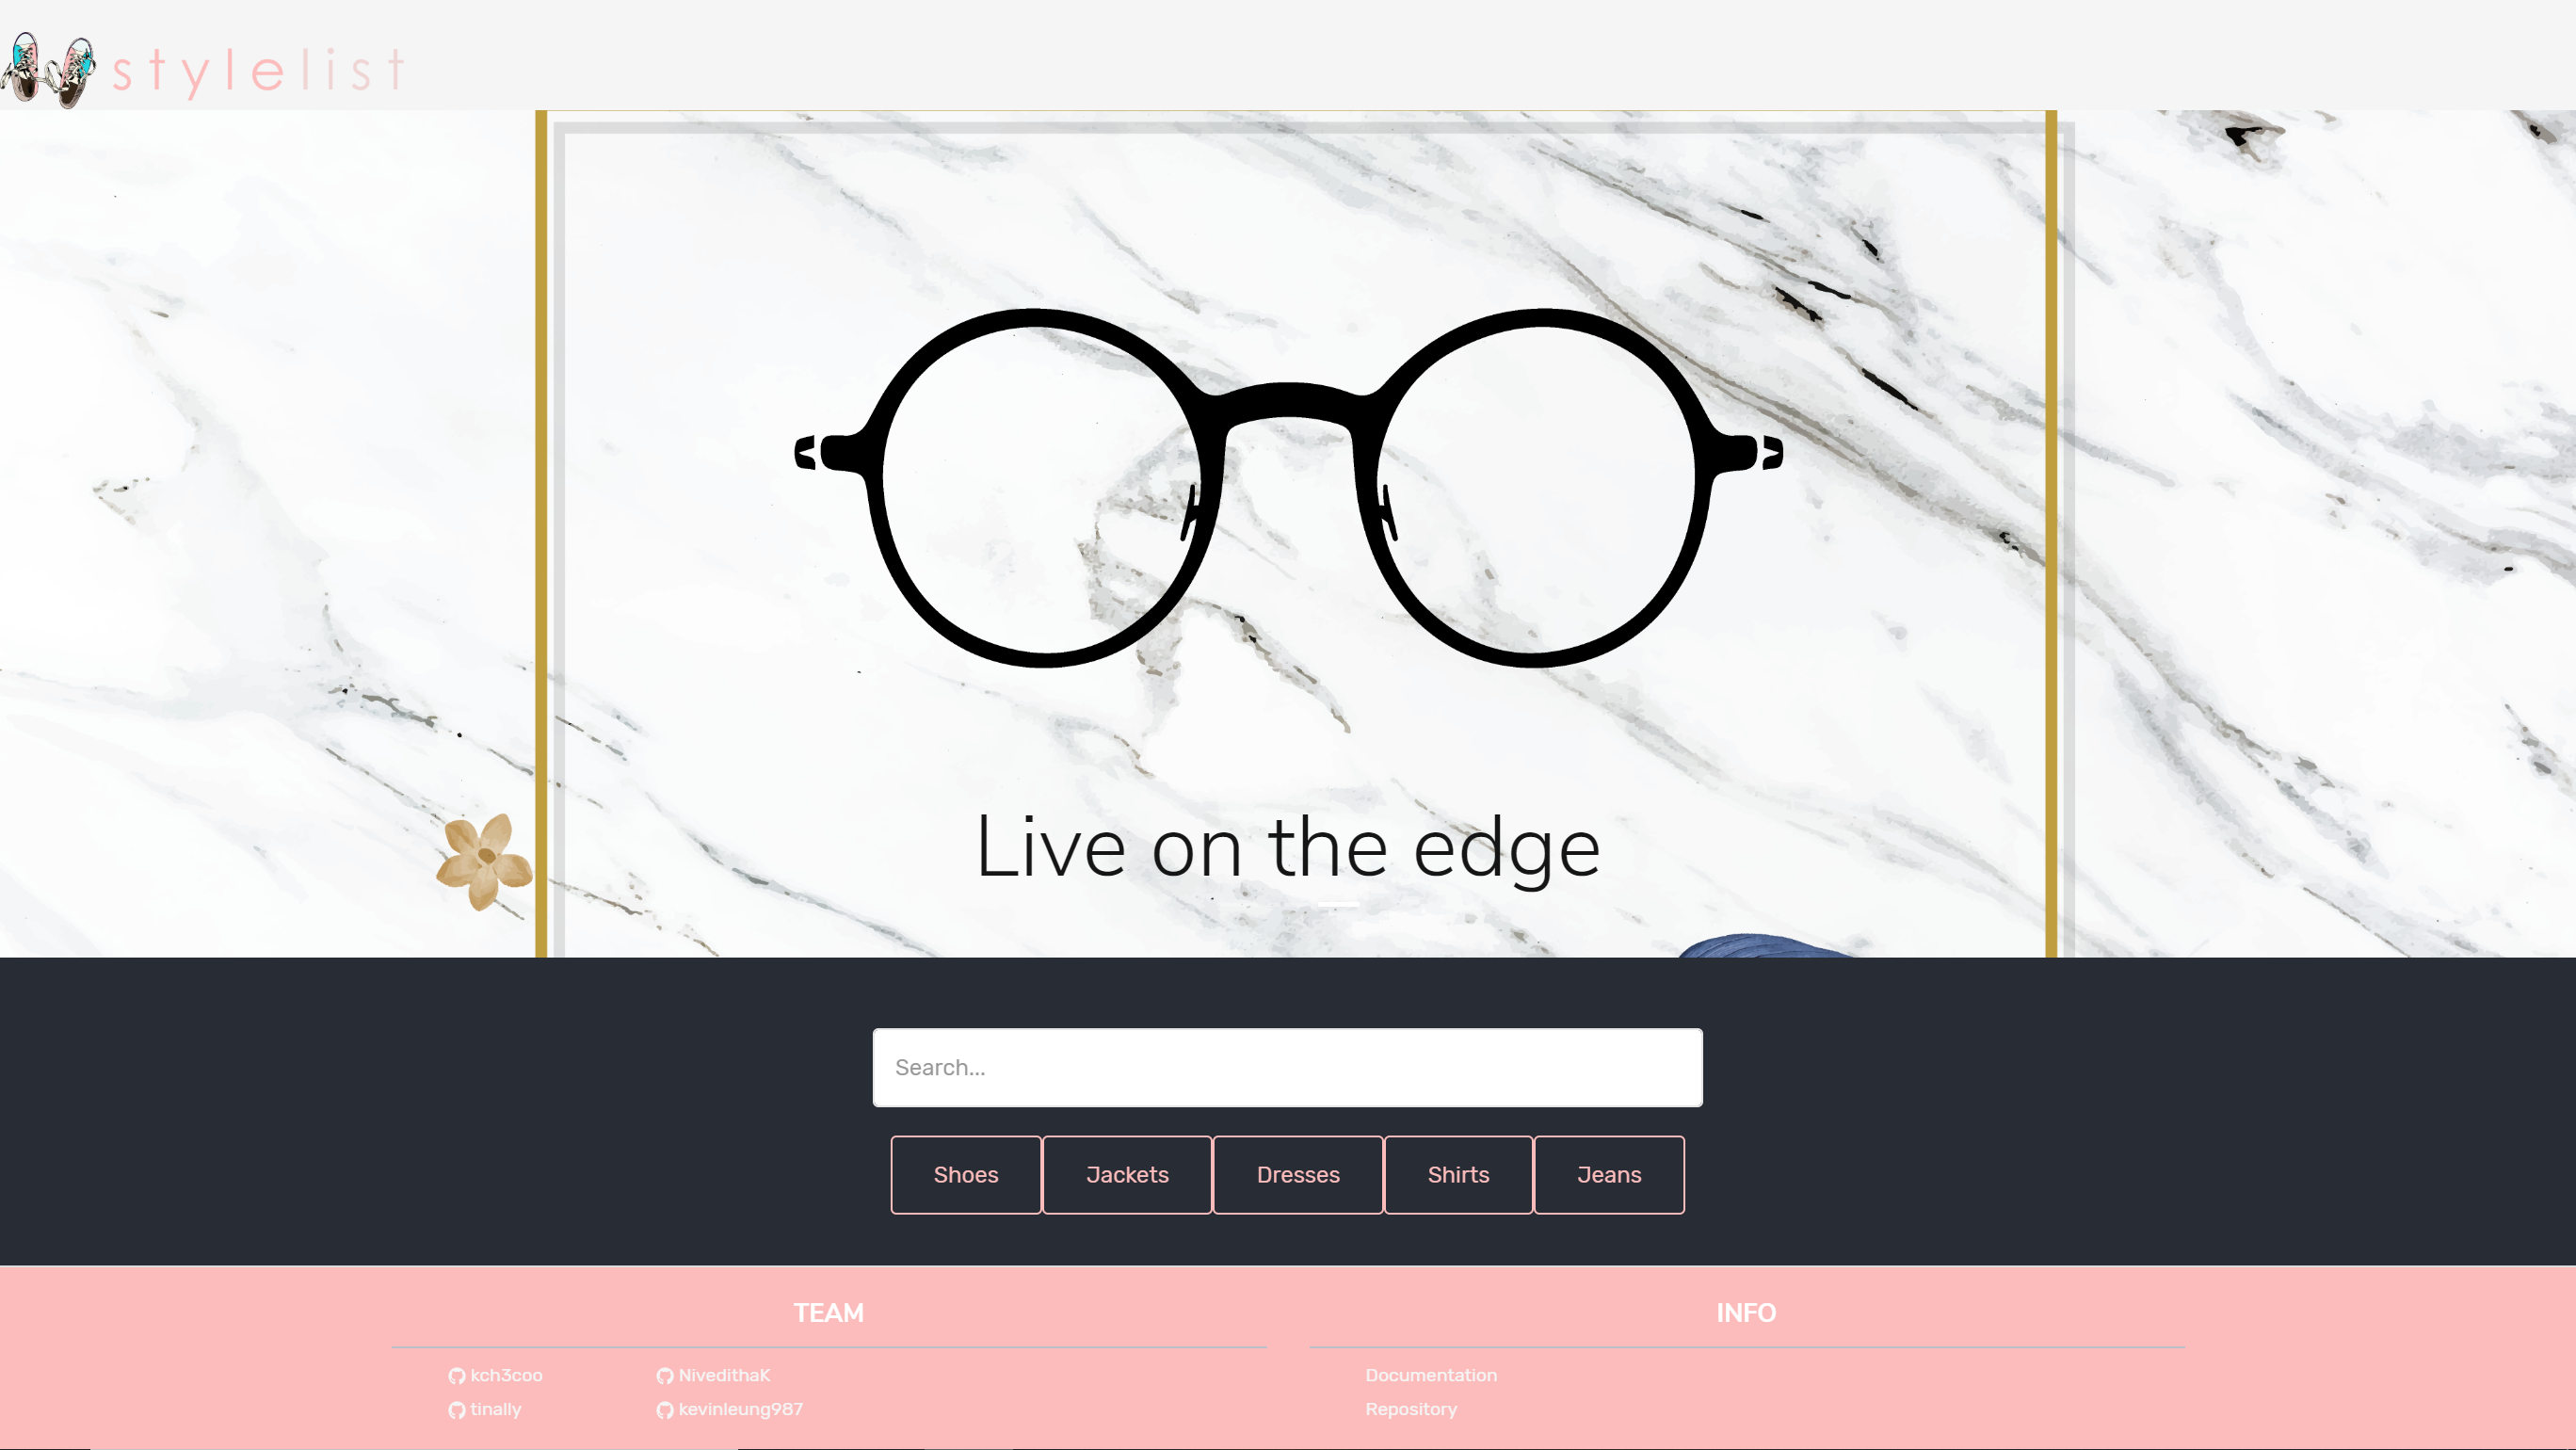 stylelist
Live on the edge
Search...
Shoes
Jackets
Dresses
Shirts
Jeans
TEAM
INFO
kch3coo
NivedithaK
Documentation
tinally
kevinleung987
Repository